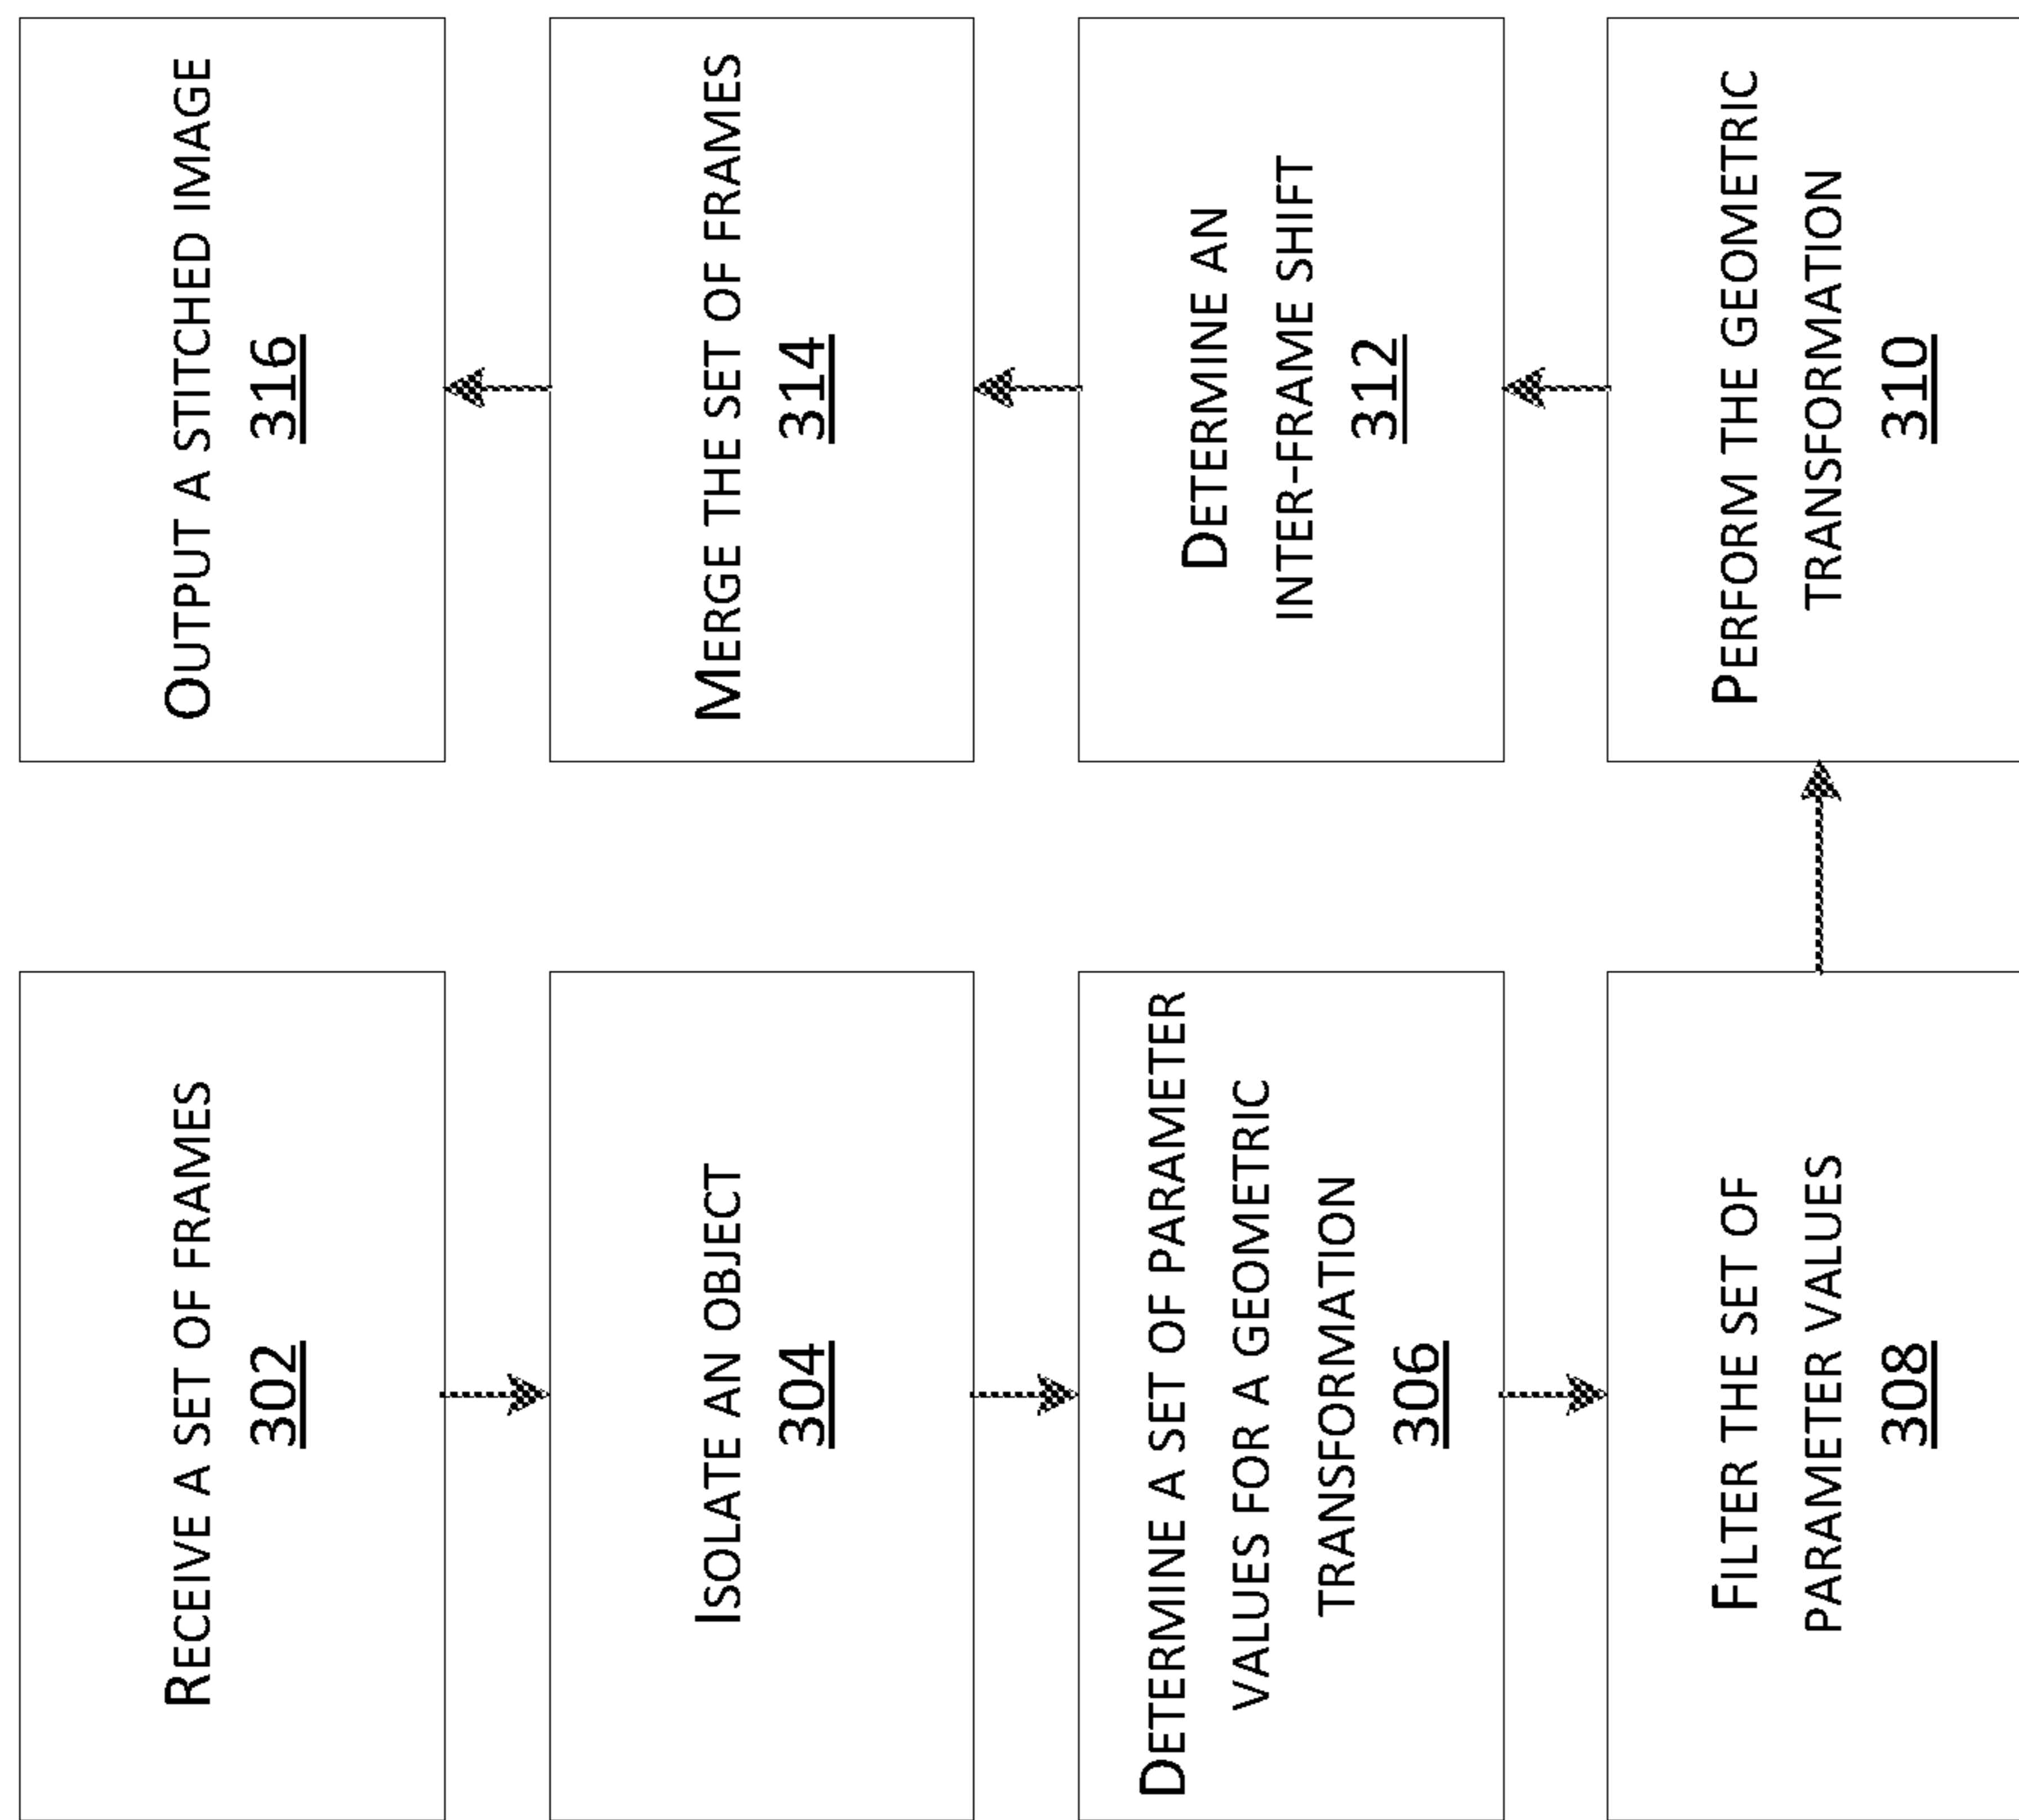 RECEIVE A SET OF FRAMES
302
ISOLATE AN OBJECT
304
DETERMINE A SET OF PARAMETER
VALUES FOR A GEOMETRIC
TRANSFORMATION
306
FILTER THE SET OF
PARAMETER VALUES
308
PERFORM THE GEOMETRIC
TRANSFORMATION
310
DETERMINE AN
INTER-FRAME SHIFT
312
MERGE THE SET OF FRAMES
314
OUTPUT A STITCHED IMAGE
316